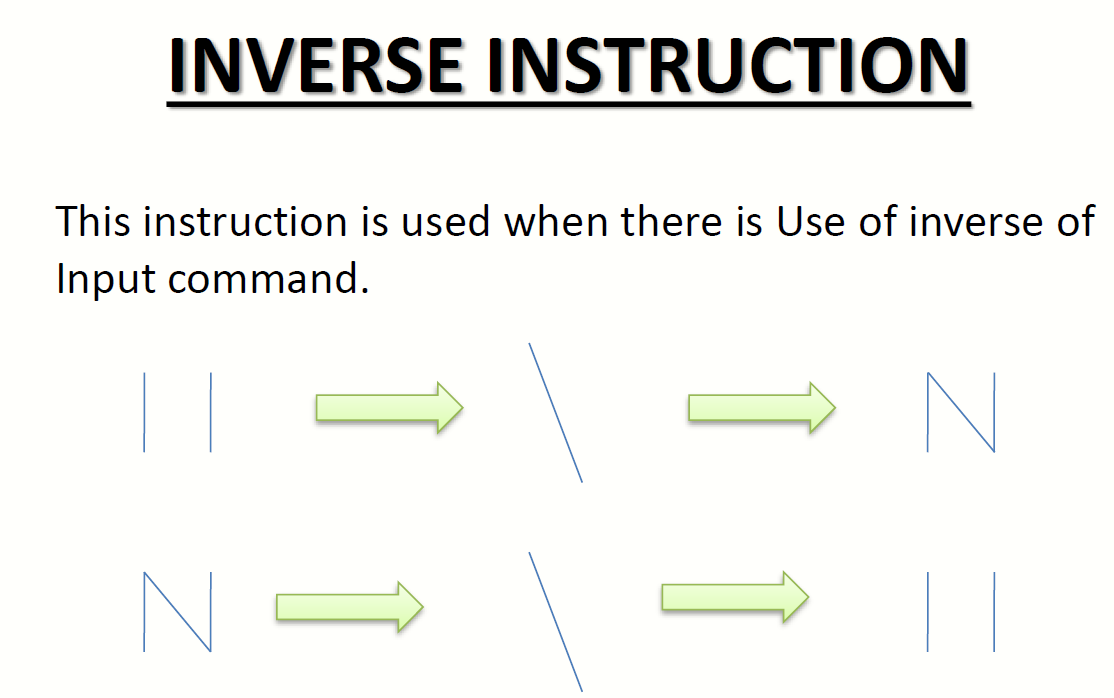 INVERSE INSTRUCTION
This instruction is used when there is Use of inverse of
Input command.